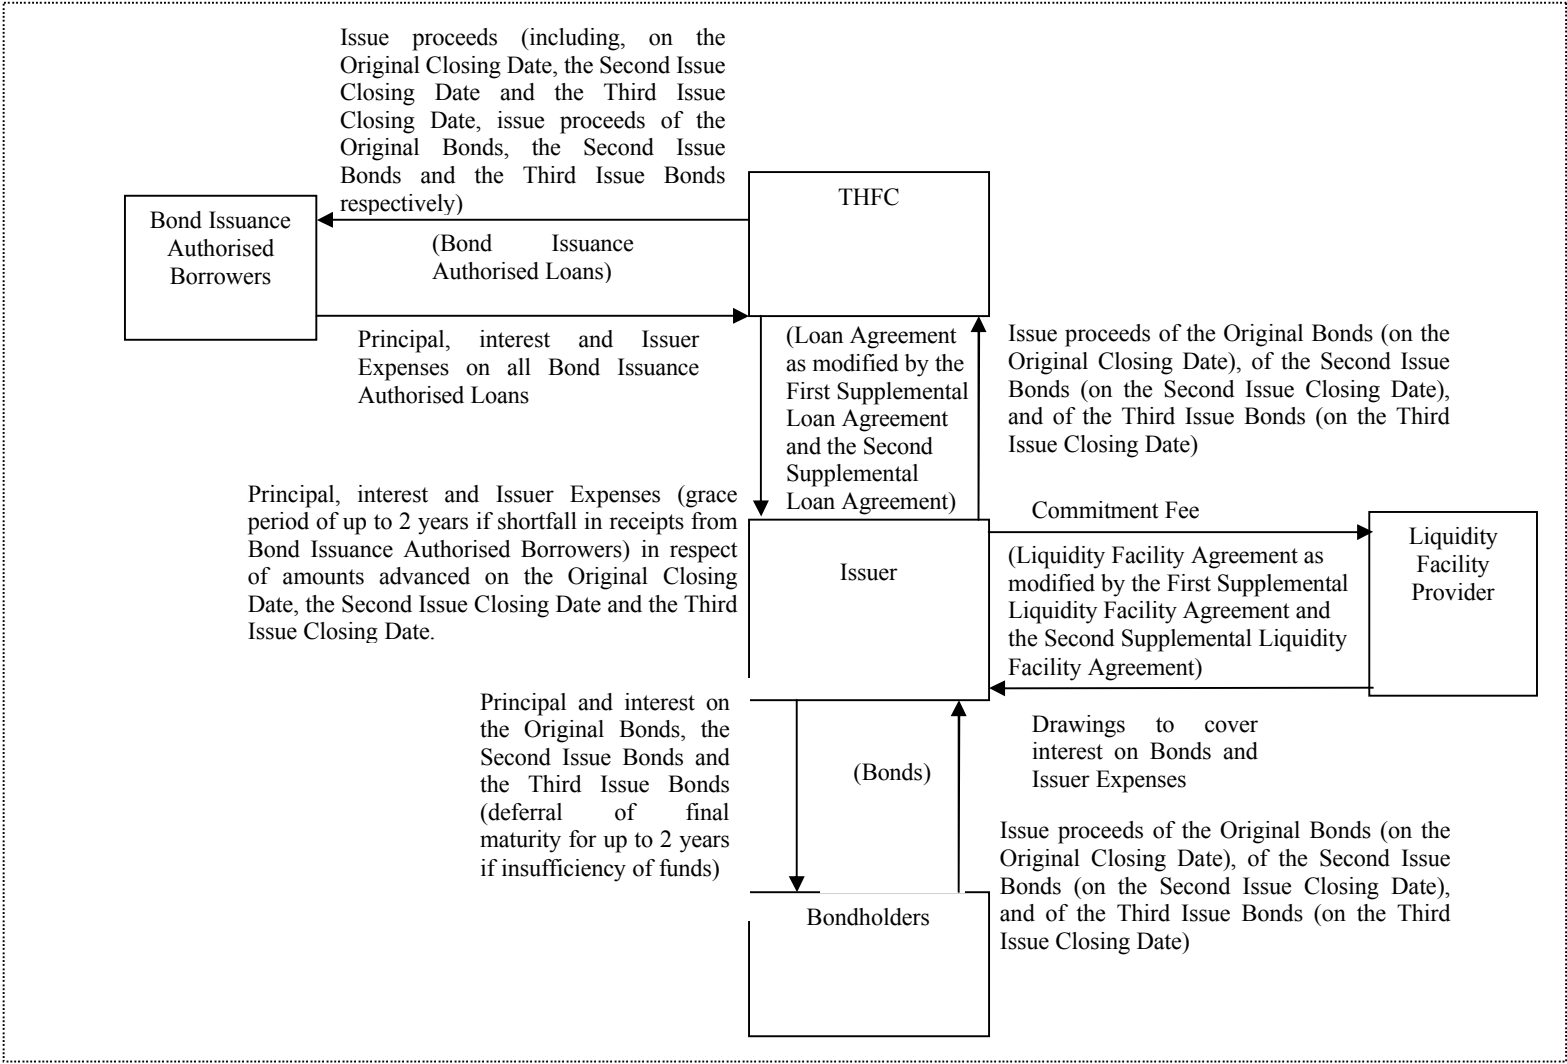 Issue proceeds (including, on the
Original Closing Date, the Second Issue
Closing Date and the Third Issue
Closing Date, issue proceeds of the
Original Bonds, the Second Issue
Bonds and the Third Issue Bonds
respectively)
THFC
Bond Issuance
Authorised
Borrowers
(Bond Issuance
Authorised Loans)
Principal, interest and Issuer
Expenses on all Bond Issuance
Authorised Loans
(Loan Agreement
as modified by the
First Supplemental
Loan Agreement
and the Second
Supplemental
Loan Agreement)
Issue proceeds of the Original Bonds (on the
Original Closing Date), of the Second Issue
Bonds (on the Second Issue Closing Date),
and of the Third Issue Bonds (on the Third
Issue Closing Date)
Principal, interest and Issuer Expenses (grace
period of up to 2 years if shortfall in receipts from
Bond Issuance Authorised Borrowers) in respect
of amounts advanced on the Original Closing
Date, the Second Issue Closing Date and the Third
Issue Closing Date.
Issuer
Commitment Fee
(Liquidity Facility Agreement as
modified by the First Supplemental
Liquidity Facility Agreement and
the Second Supplemental Liquidity
Facility Agreement)
Liquidity
Facility
Provider
Principal and interest on
the Original Bonds, the
Second Issue Bonds and
the Third Issue Bonds
(deferral of final
maturity for up to 2 years
if insufficiency of funds)
(Bonds)
Drawings to cover
interest on Bonds and
Issuer Expenses
Issue proceeds of the Original Bonds (on the
Original Closing Date), of the Second Issue
Bonds (on the Second Issue Closing Date),
and of the Third Issue Bonds (on the Third
Issue Closing Date)
Bondholders